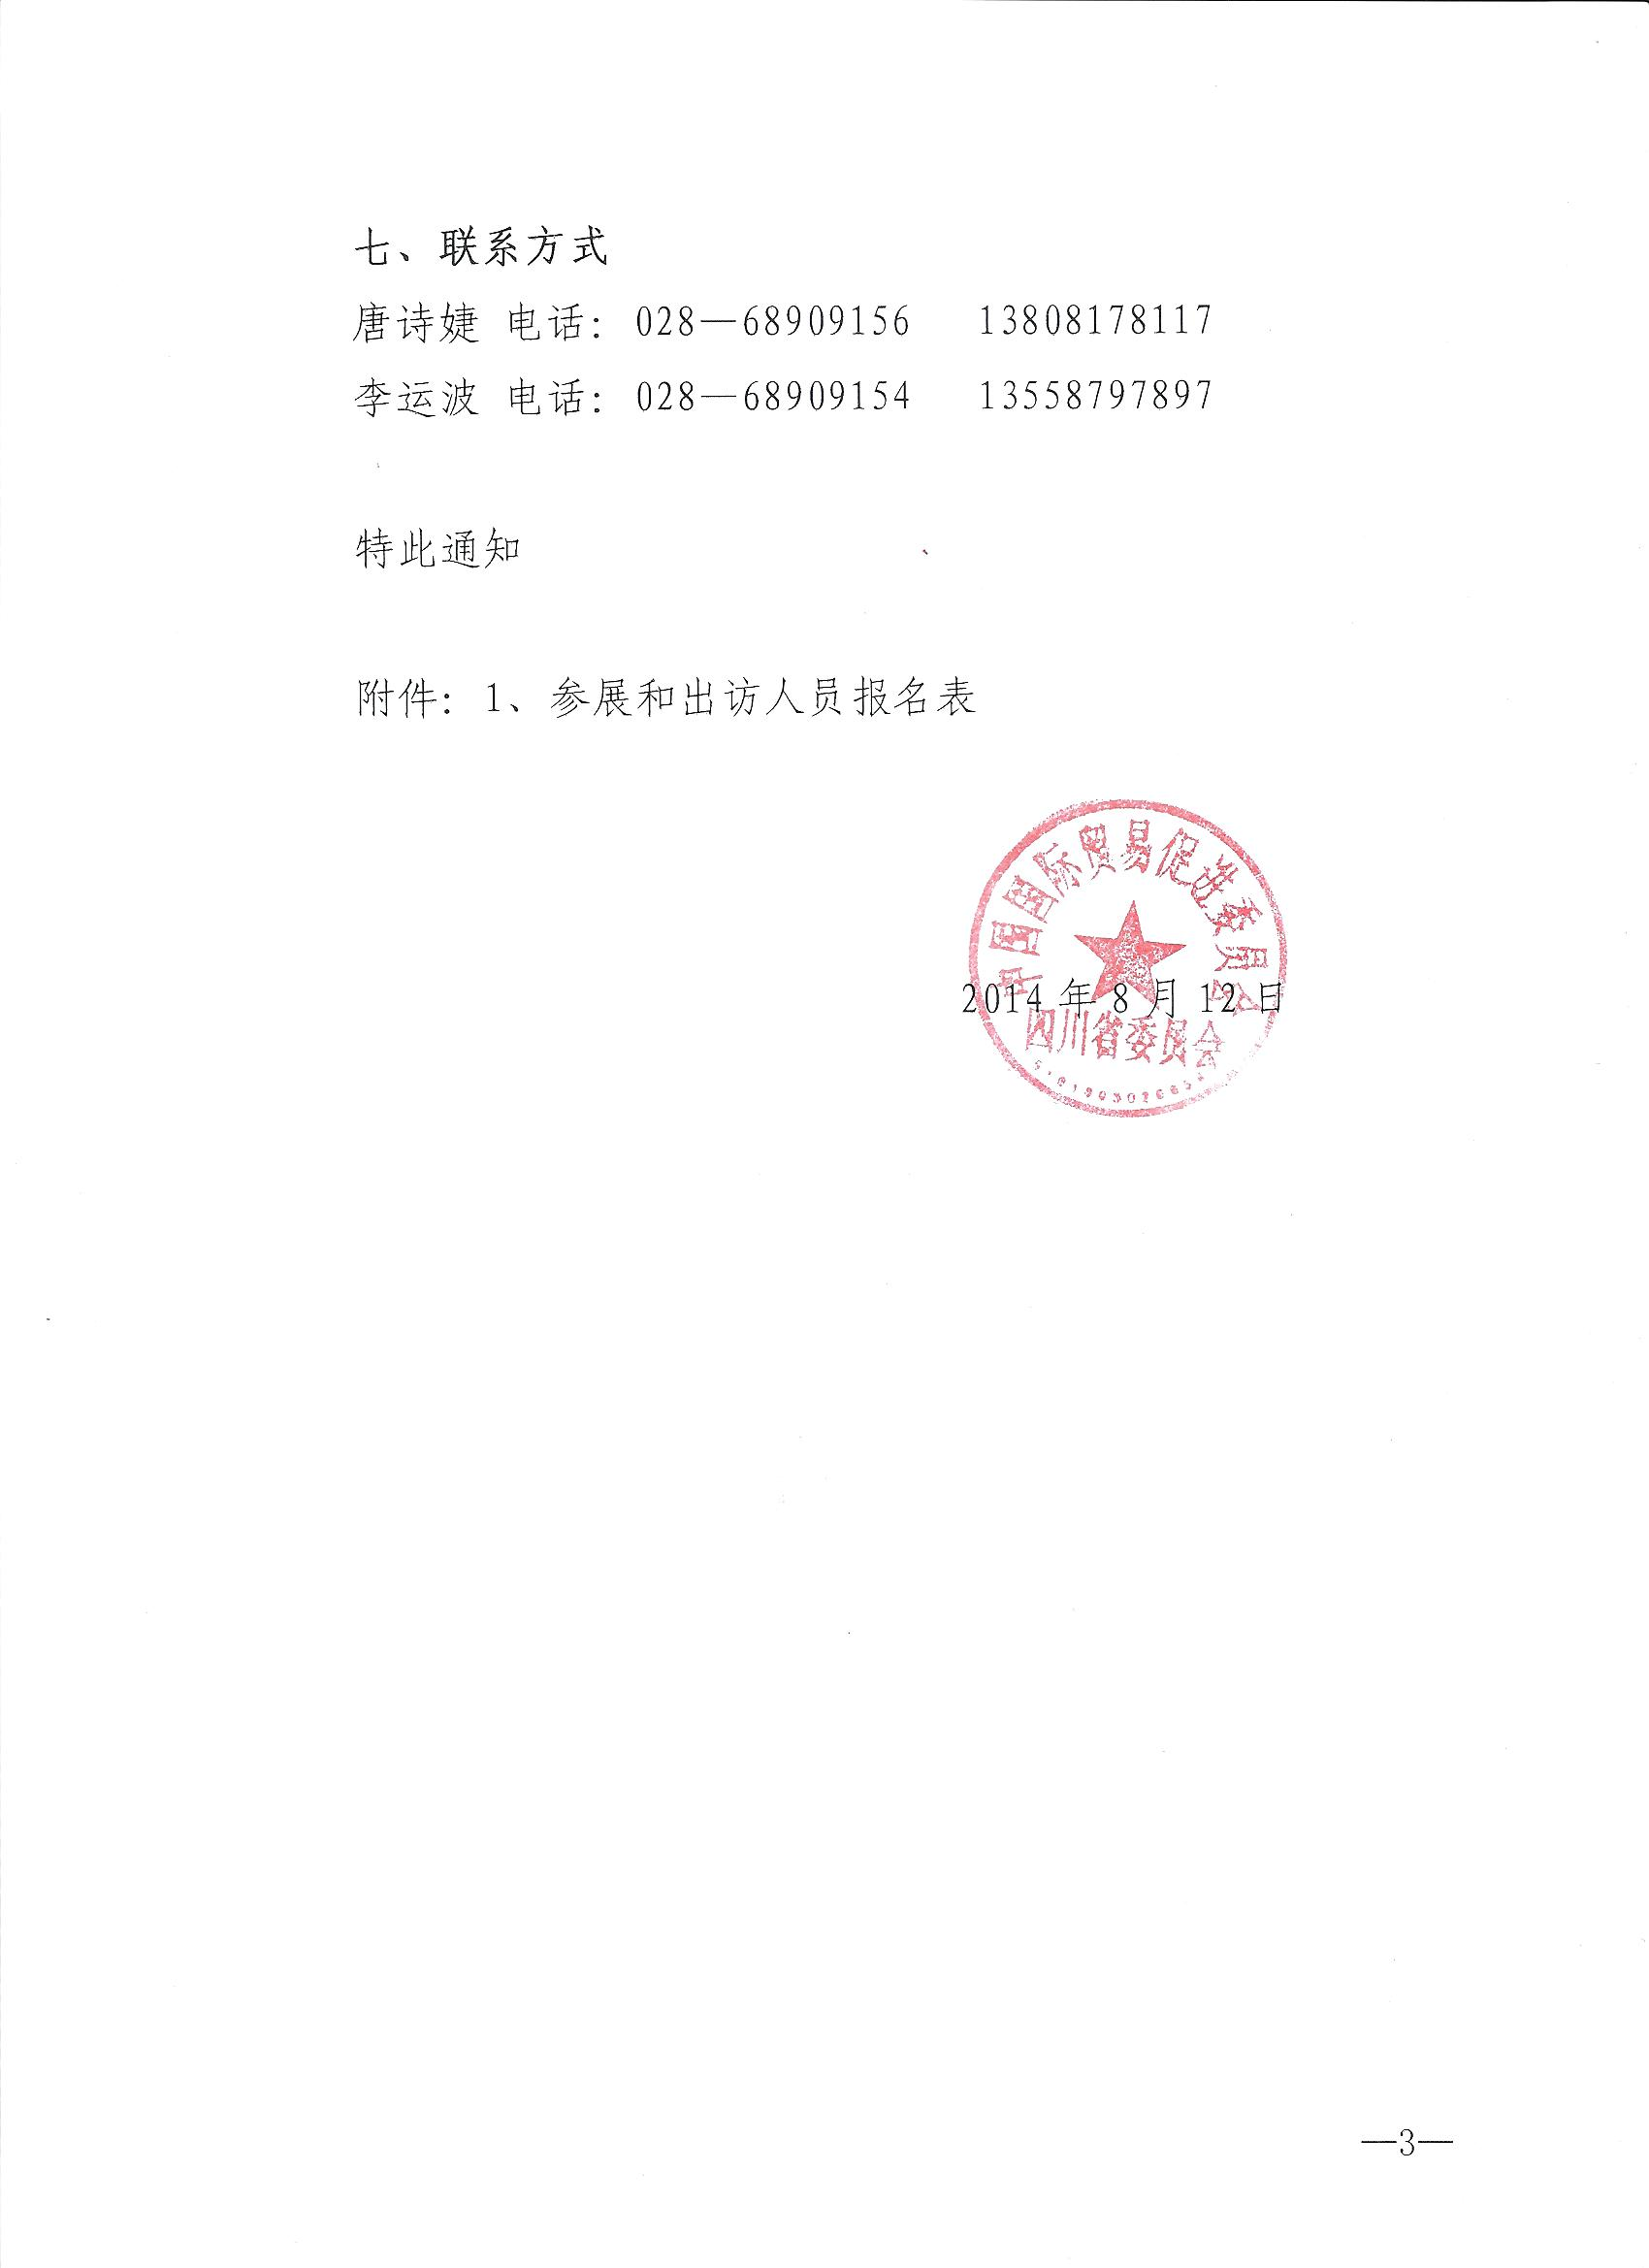 七、联系方式
唐诗婕 电话：028—68909156 13808178117
李运波 电话：028—68909154 13558797897
特此通知
附件：1、参展和出访人员报名表
中国国际贸易促进委员会
2014年8月12日
四川省委员会
—3—